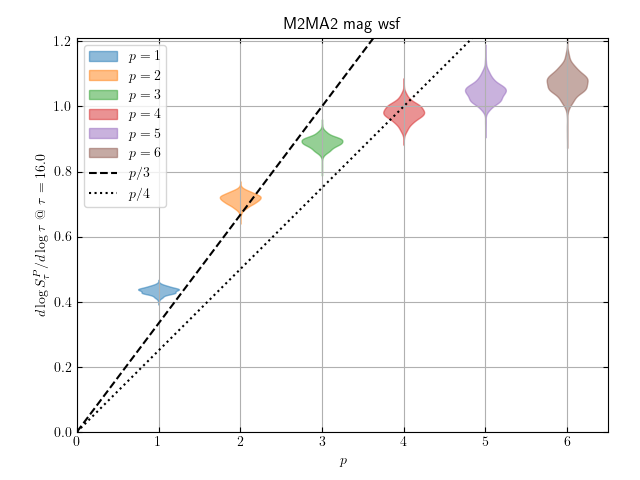 M2MA2 mag wsf
1.2
1.0
0.8
0.6
0.4
0.2
0.0
d log S_τ^P / d log τ @ τ = 16.0
p = 1
p = 2
p = 3
p = 4
p = 5
p = 6
p/3
p/4
0 1 2 3 4 5 6
p